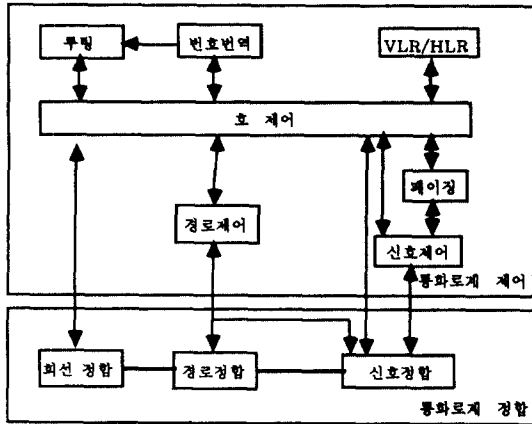 루팅
번호번역
VLR/HLR
호 제어
페이징
경로제어
신호제어
통화로계 제어
회선 정합
경로정합
신호정합
통화로계 정합